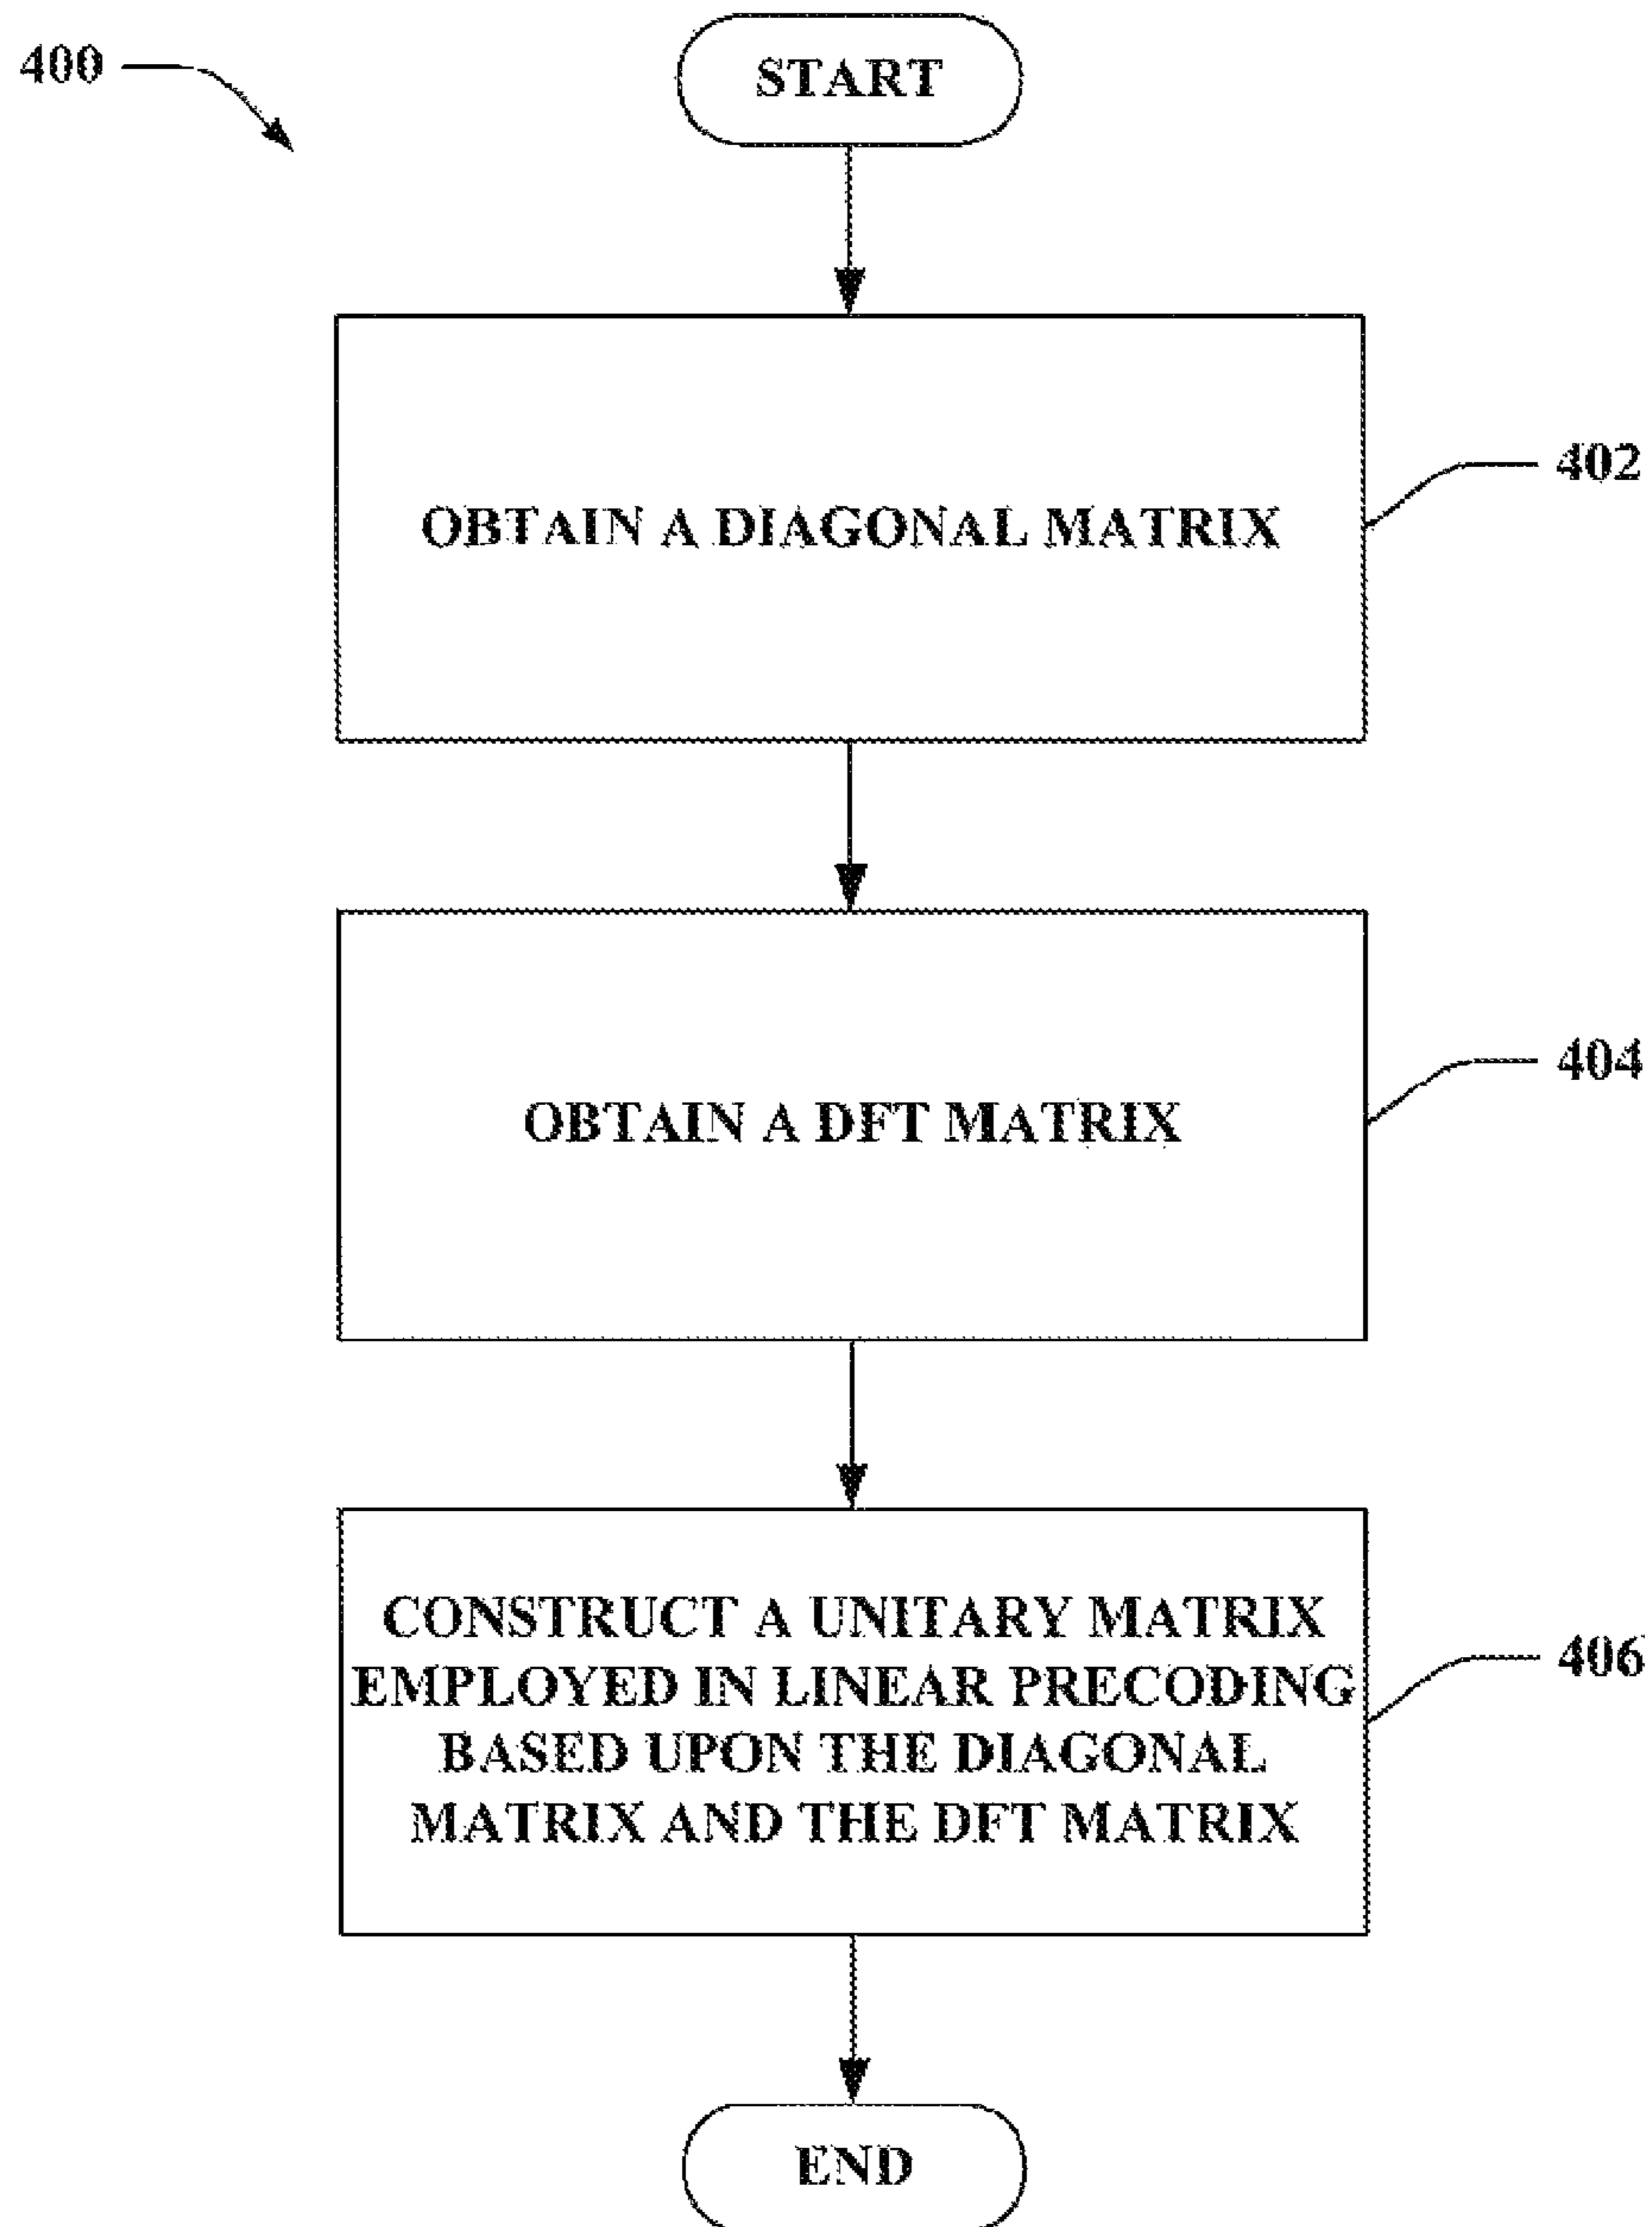 400
START
402
OBTAIN A DIAGONAL MATRIX
404
OBTAIN A DFT MATRIX
CONSTRUCT A UNITARY MATRIX
EMPLOYED IN LINEAR PRECODING
BASED UPON THE DIAGONAL
MATRIX AND THE DFT MATRIX
406
END